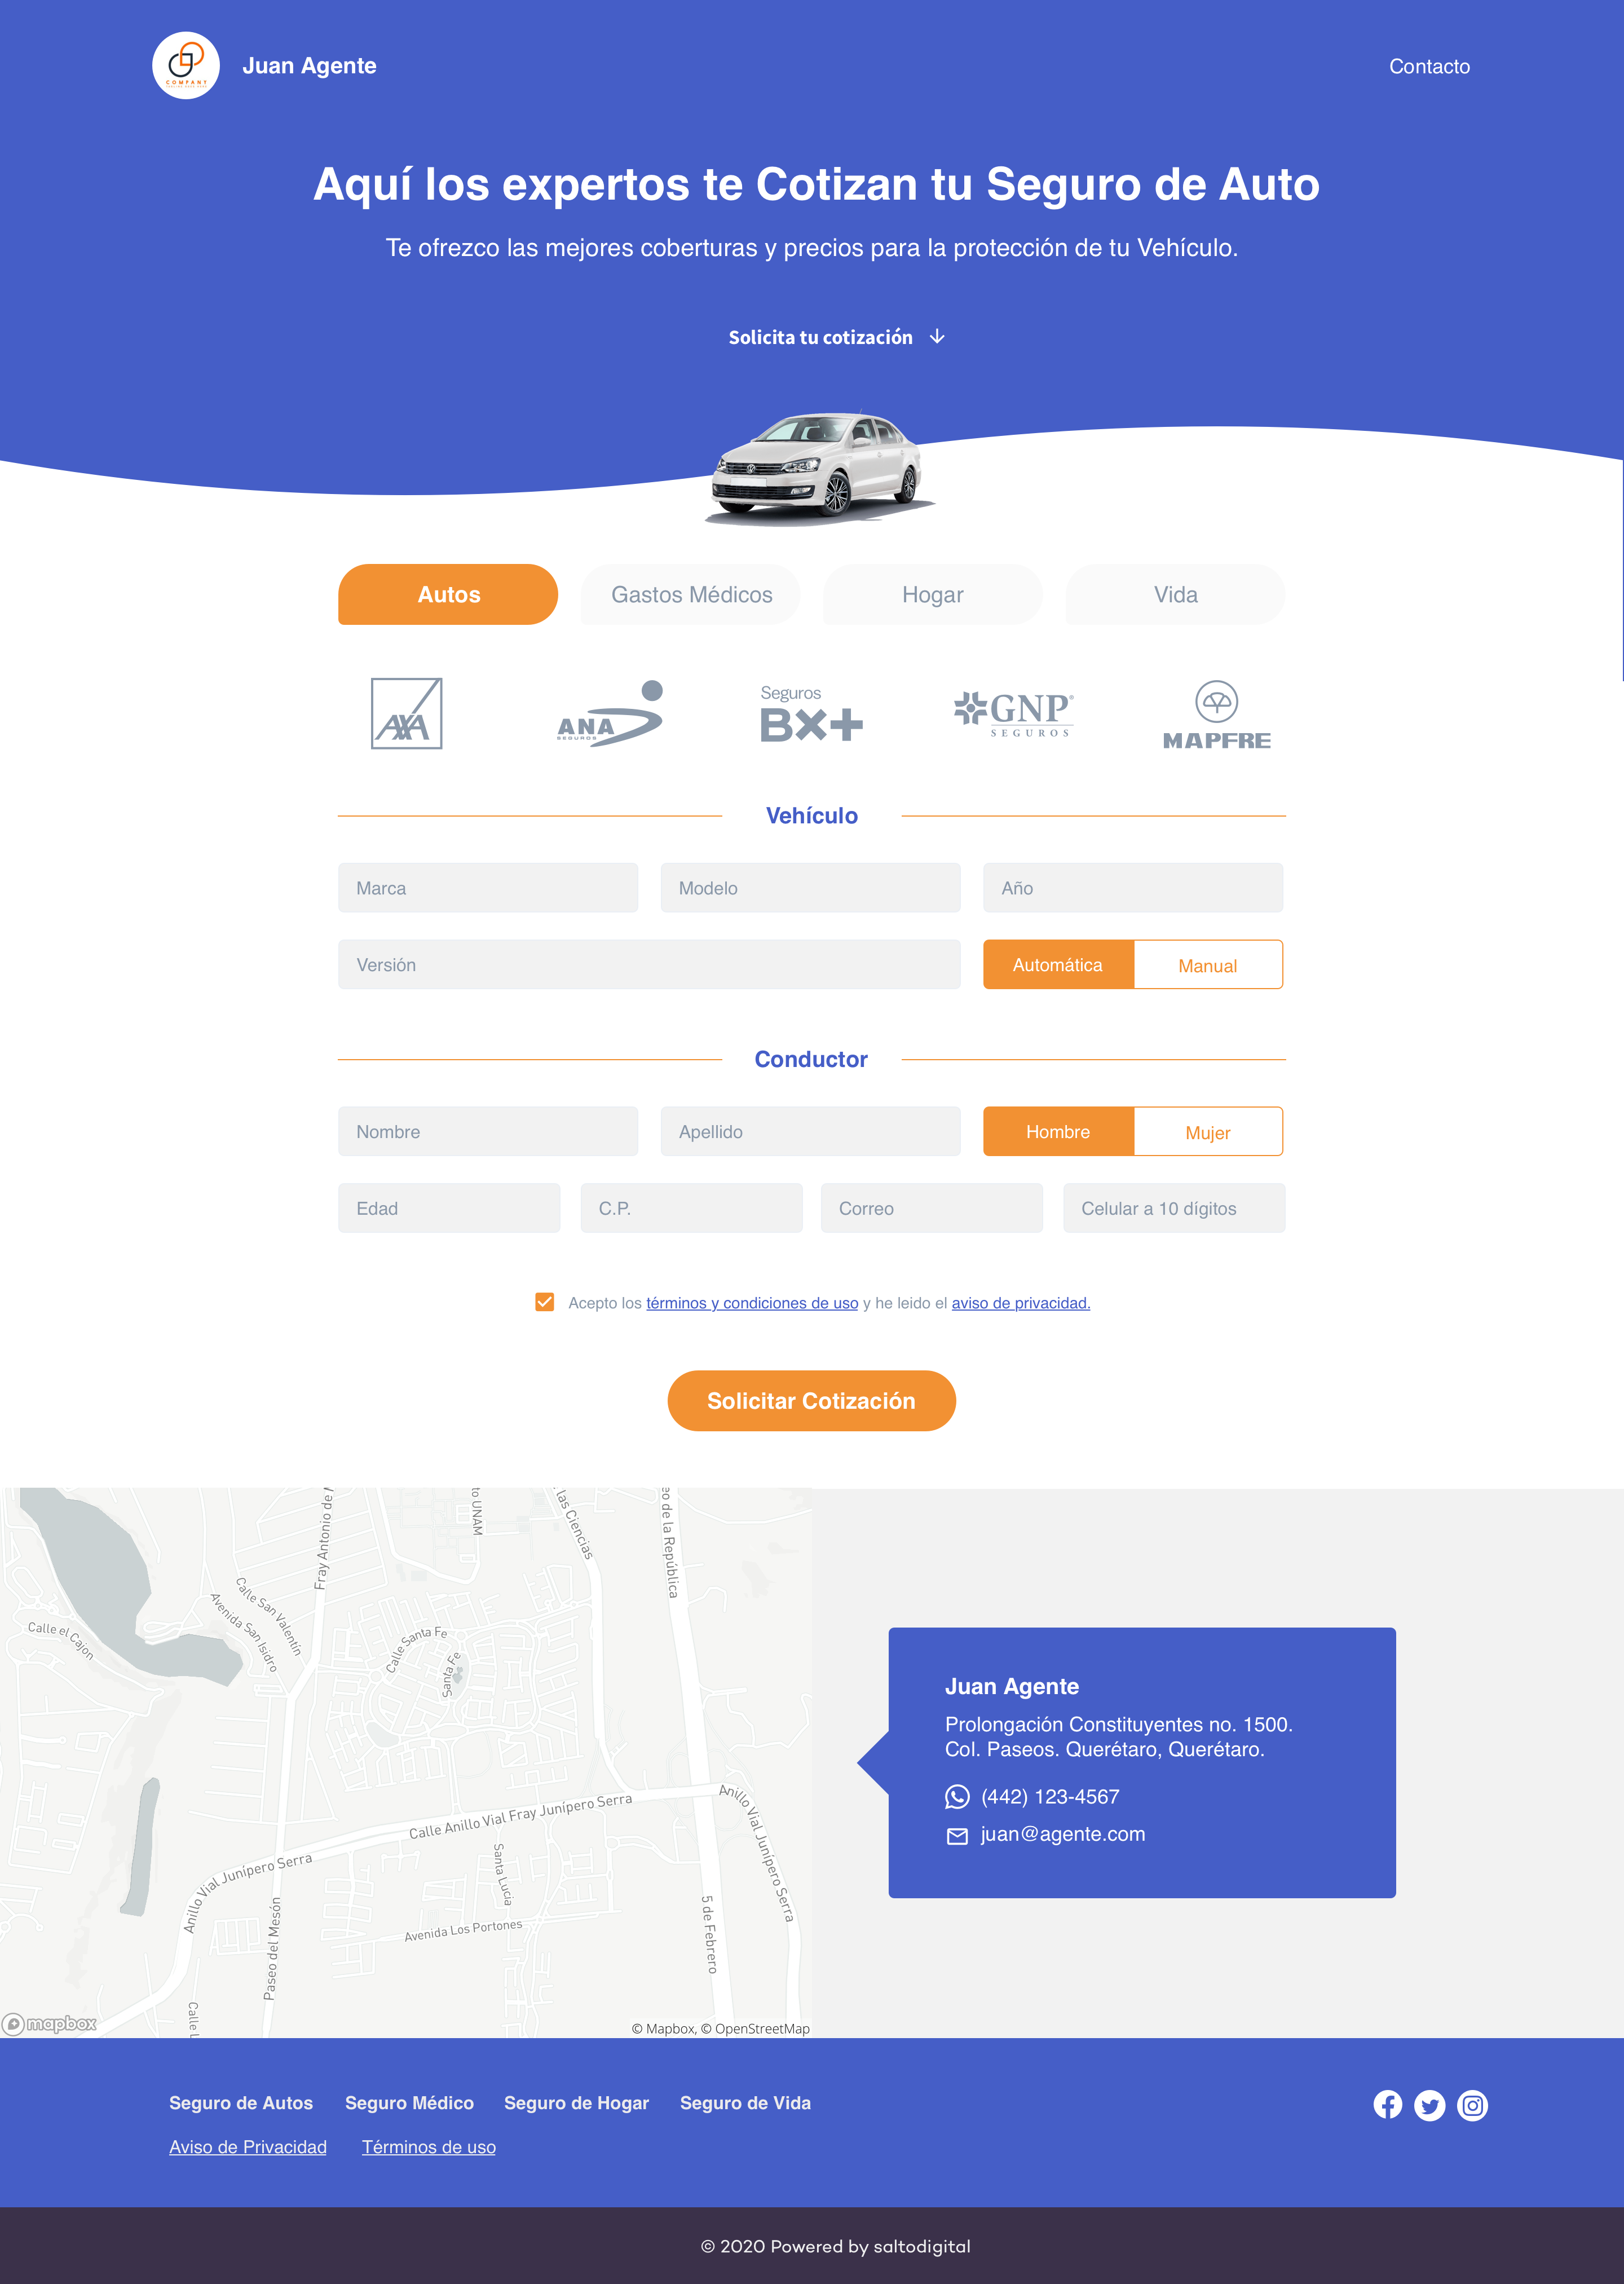 COMPANY
Juan Agente
Contacto
Aquí los expertos te Cotizan tu Seguro de Auto
Te ofrezco las mejores coberturas y precios para la protección de tu Vehículo.
Solicita tu cotización
Autos
Gastos Médicos
Hogar
Vida
AXA
ANA
SEGUROS
Seguros
BX+
GNP®
SEGUROS
MAPFRE
Vehículo
Marca
Modelo
Año
Versión
Automática
Manual
Conductor
Nombre
Apellido
Hombre
Mujer
Edad
C.P.
Correo
Celular a 10 dígitos
Acepto los términos y condiciones de uso y he leido el aviso de privacidad.
Solicitar Cotización
Fray Antonio de
to UNAM
las Ciencias
eo de la República
Calle San Valentín
Avenida San Isidro
Calle el Cajon
Calle Santa Fe
Santa Fe
Calle Anillo Vial Fray Junípero Serra
Anillo Vial Junípero Serra
Anillo Vial Junípero Serra
Santa Lucia
Avenida Los Portones
Paseo del Mesón
5 de Febrero
Calle L
mapbox
© Mapbox, © OpenStreetMap
Juan Agente
Prolongación Constituyentes no. 1500.
Col. Paseos. Querétaro, Querétaro.
(442) 123-4567
juan@agente.com
Seguro de Autos
Seguro Médico
Seguro de Hogar
Seguro de Vida
Aviso de Privacidad
Términos de uso
© 2020 Powered by saltodigital